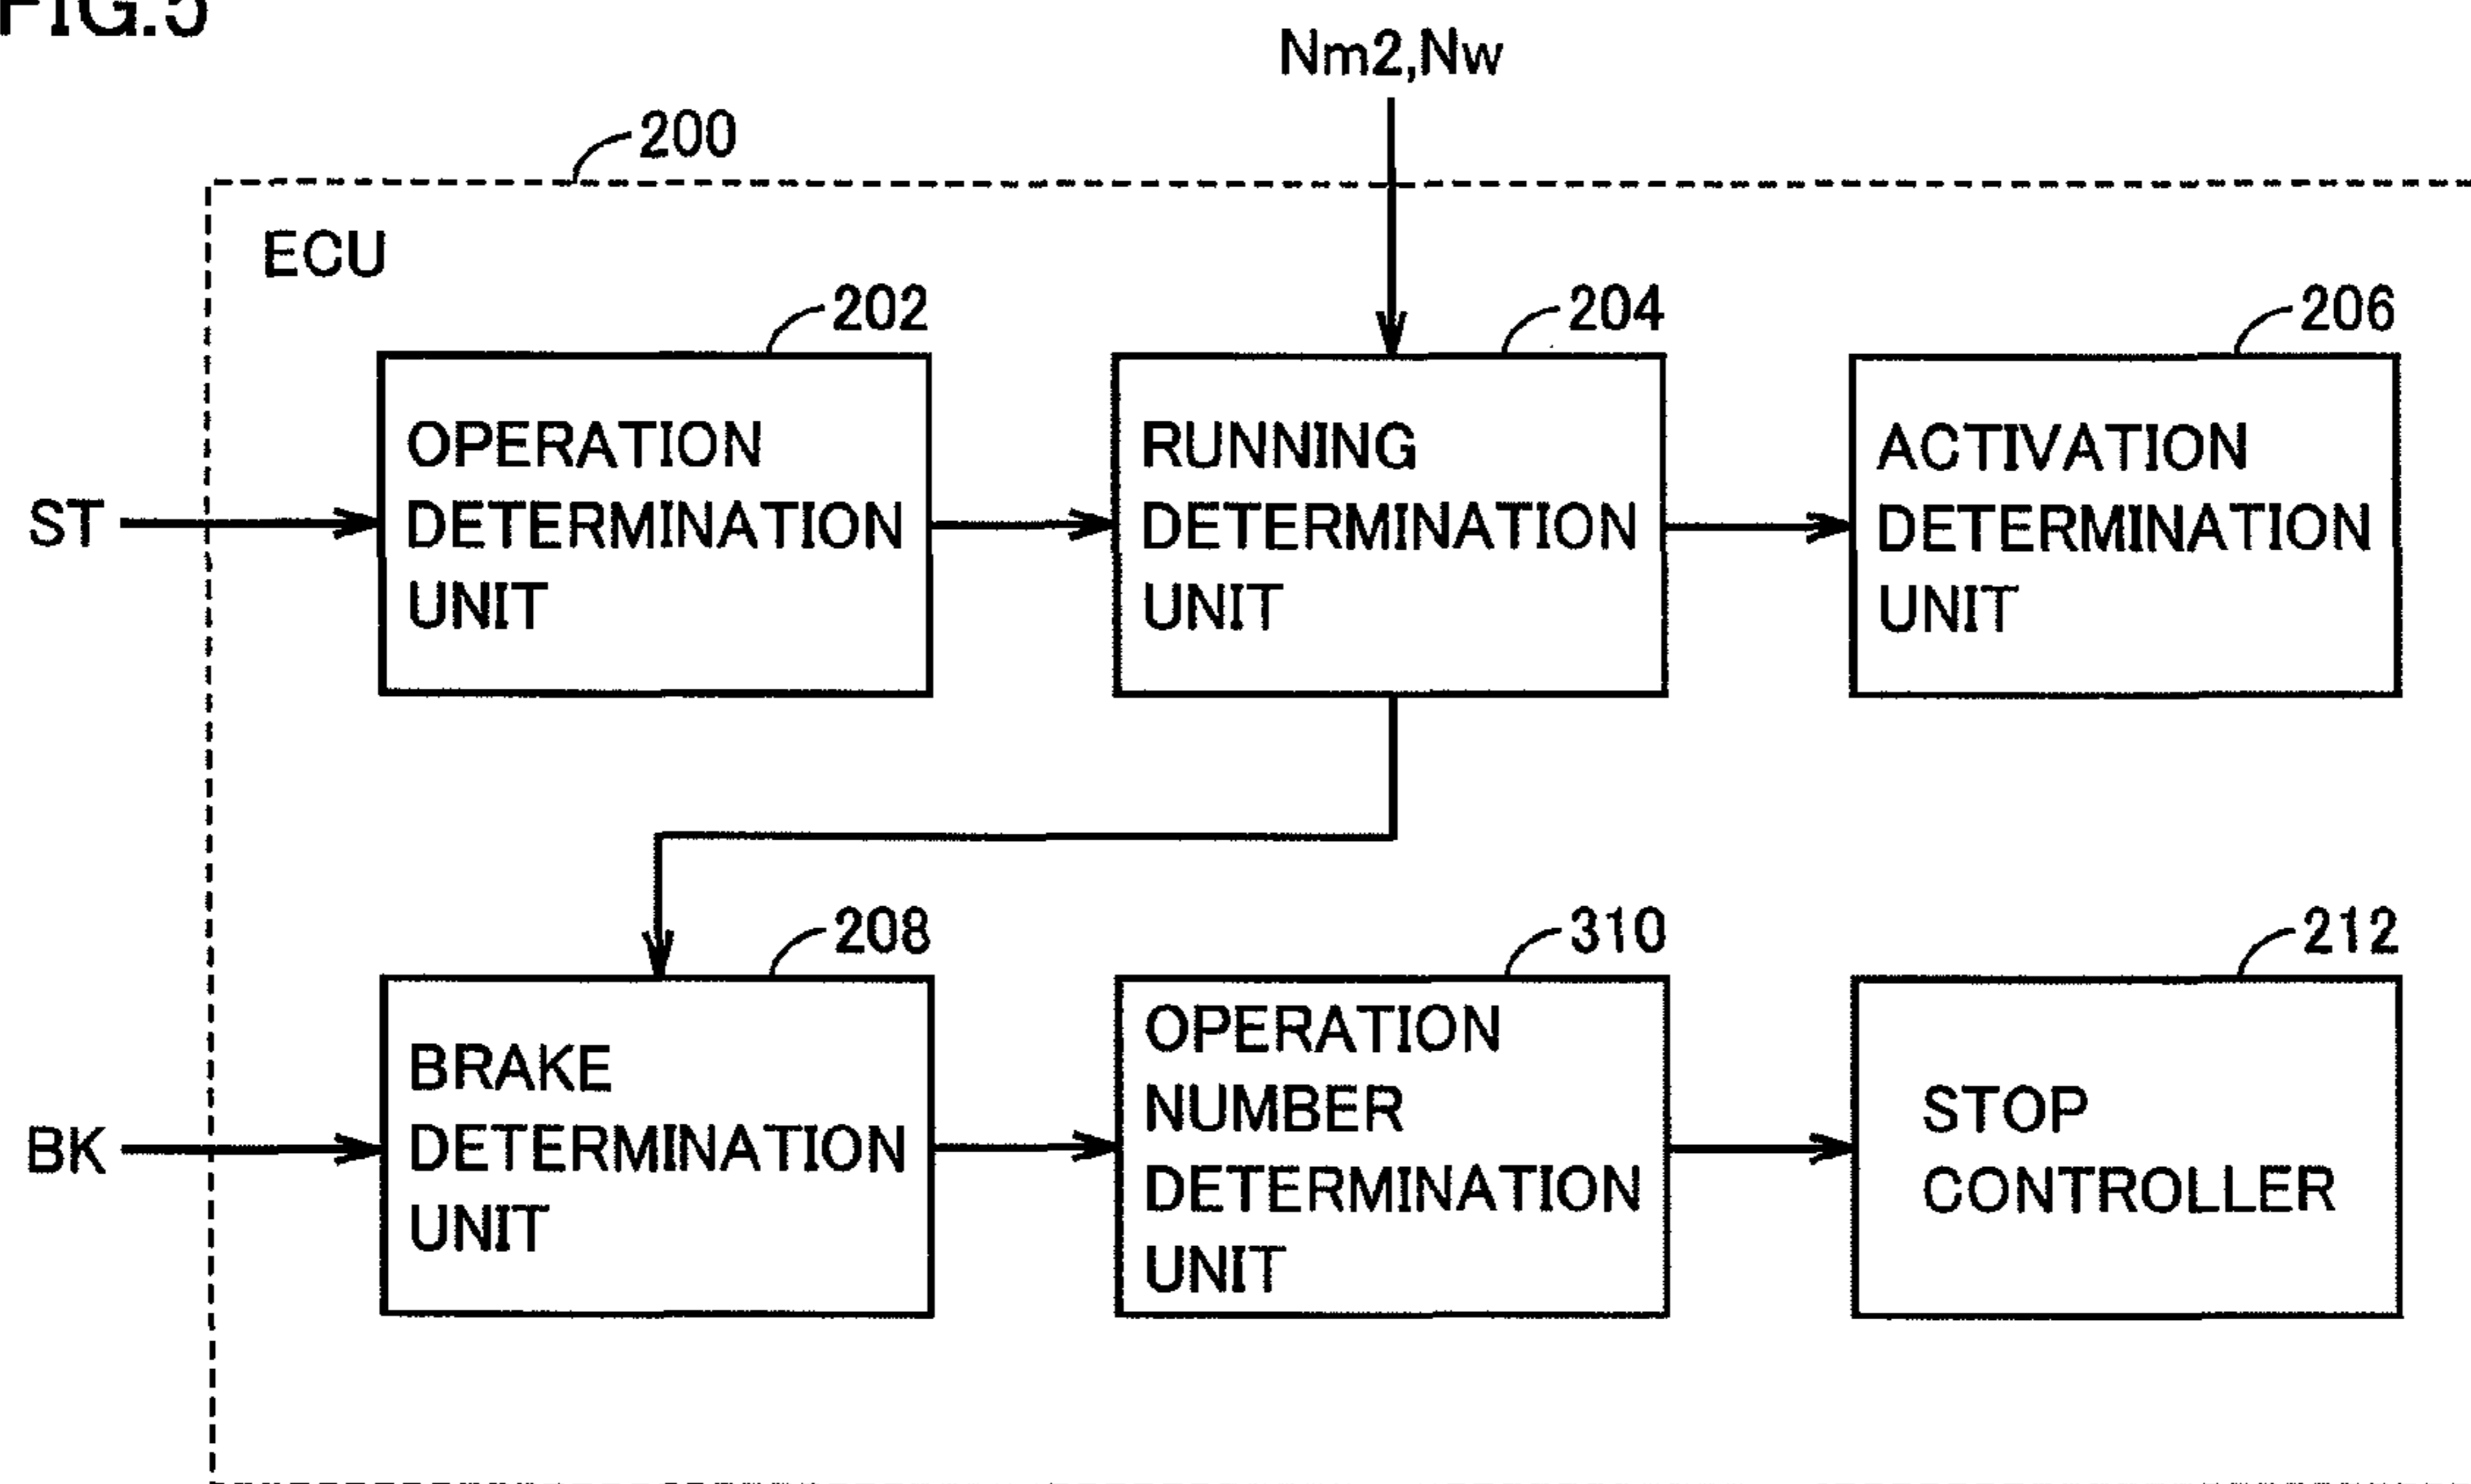 FIG.5
Nm2,Nw
200
ECU
202
204
206
ST
OPERATION
DETERMINATION
UNIT
RUNNING
DETERMINATION
UNIT
ACTIVATION
DETERMINATION
UNIT
208
310
212
BK
BRAKE
DETERMINATION
UNIT
OPERATION
NUMBER
DETERMINATION
UNIT
STOP
CONTROLLER